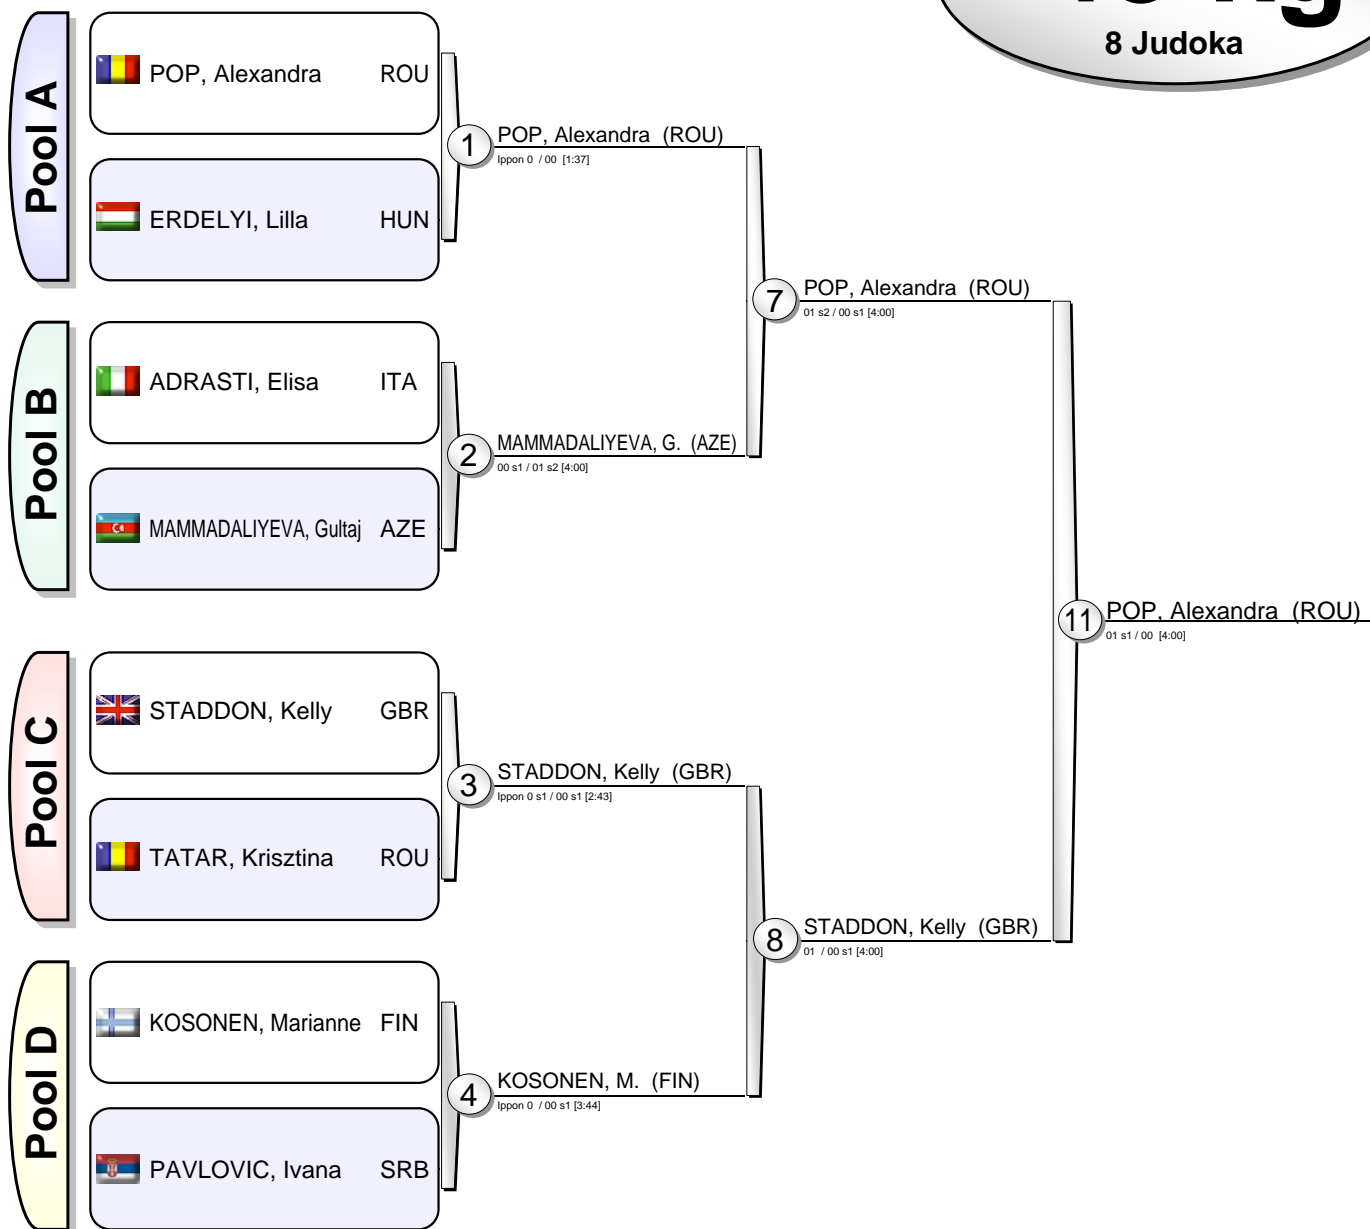 8 Judoka
Pool A
POP, Alexandra ROU
ERDELYI, Lilla HUN
1 POP, Alexandra (ROU)
Ippon 0 / 00 [1:37]
7 POP, Alexandra (ROU)
01 s2 / 00 s1 [4:00]
Pool B
ADRASTI, Elisa ITA
MAMMADALIYEVA, Gultaj AZE
2 MAMMADALIYEVA, G. (AZE)
00 s1 / 01 s2 [4:00]
11 POP, Alexandra (ROU)
01 s1 / 00 [4:00]
Pool C
STADDON, Kelly GBR
TATAR, Krisztina ROU
3 STADDON, Kelly (GBR)
Ippon 0 s1 / 00 s1 [2:43]
8 STADDON, Kelly (GBR)
01 / 00 s1 [4:00]
Pool D
KOSONEN, Marianne FIN
PAVLOVIC, Ivana SRB
4 KOSONEN, M. (FIN)
Ippon 0 / 00 s1 [3:44]